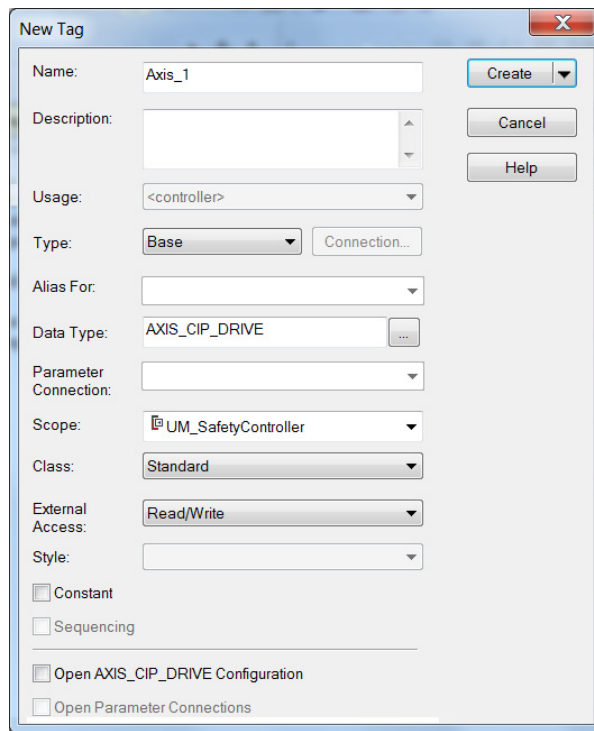 New Tag
Name: Axis_1 Create
Description: Cancel
Help
Usage: <controller>
Type: Base Connection...
Alias For:
Data Type: AXIS_CIP_DRIVE ...
Parameter
Connection:
Scope: UM_SafetyController
Class: Standard
External
Access: Read/Write
Style:
Constant
Sequencing
Open AXIS_CIP_DRIVE Configuration
Open Parameter Connections